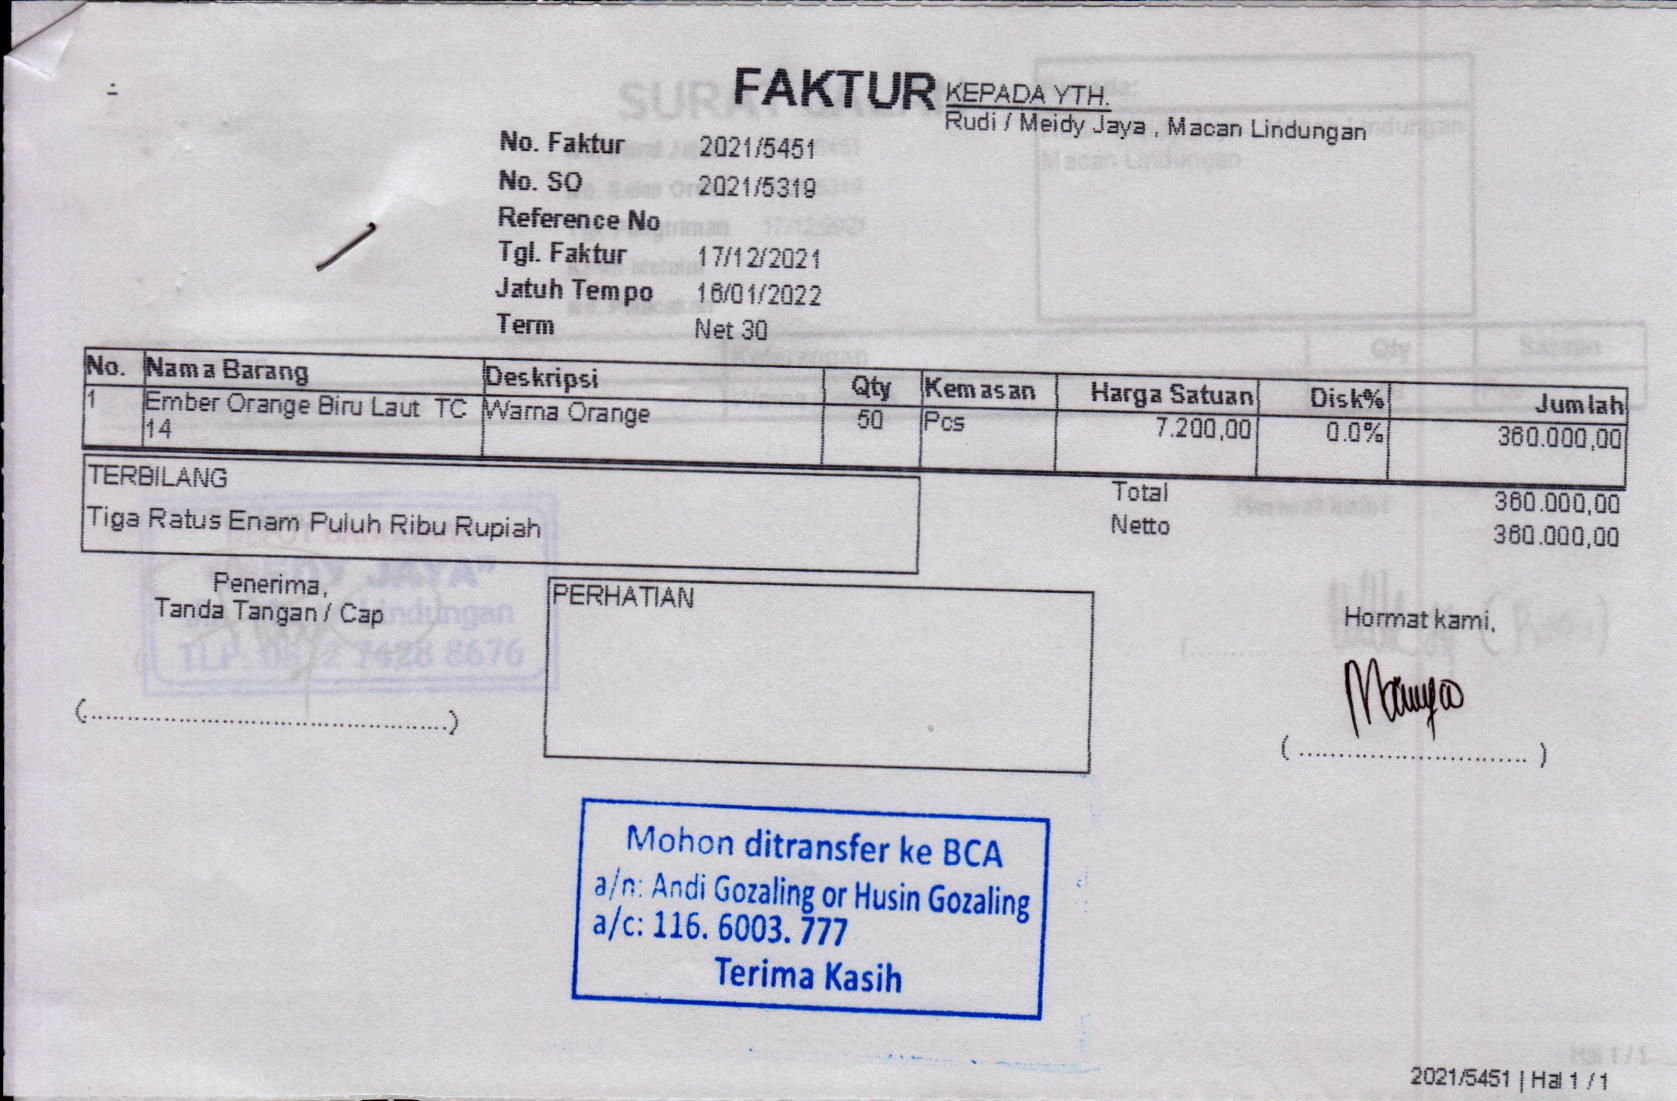 FAKTUR
KEPADA YTH.
Rudi / Meidy Jaya , Macan Lindungan
No. Faktur 2021/5451
No. SO 2021/5319
Reference No
Tgl. Faktur 17/12/2021
Jatuh Tempo 16/01/2022
Term Net 30
No. Nama Barang Deskripsi Qty Kemasan Harga Satuan Disk% Jumlah
1 Ember Orange Biru Laut TC Warna Orange 50 Pcs 7.200,00 0.0% 360.000,00
14
TERBILANG
Tiga Ratus Enam Puluh Ribu Rupiah
Total 360.000,00
Netto 360.000,00
Penerima,
Tanda Tangan / Cap
(................................................)
PERHATIAN
Hormat kami,
(............................)
Mohon ditransfer ke BCA
a/n: Andi Gozaling or Husin Gozaling
a/c: 116. 6003. 777
Terima Kasih
2021/5451 | Hal 1 / 1